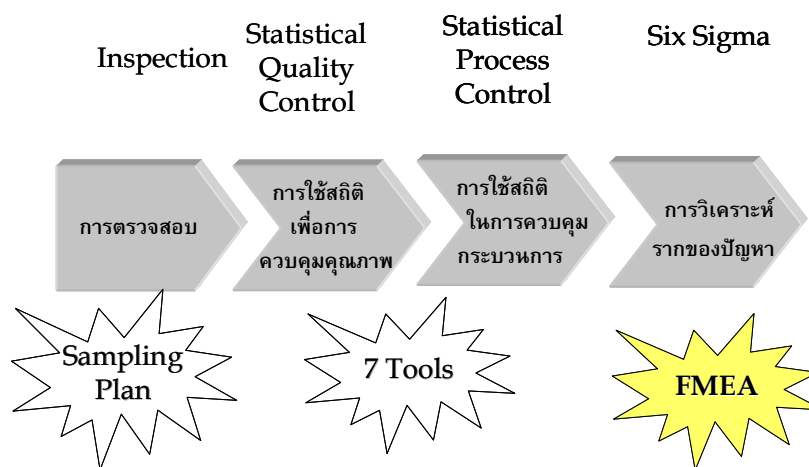 Inspection
Statistical
Quality
Control
Statistical
Process
Control
Six Sigma
การตรวจสอบ
การใช้สถิติ
เพื่อการ
ควบคุมคุณภาพ
การใช้สถิติ
ในการควบคุม
กระบวนการ
การวิเคราะห์
รากของปัญหา
Sampling
Plan
7 Tools
FMEA